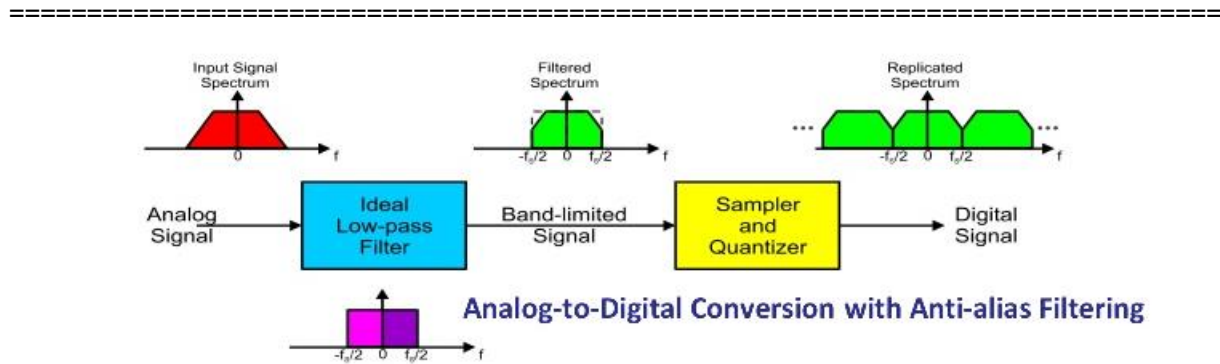 Input Signal
Spectrum
0
f
Filtered
Spectrum
-fs/2 0 fs/2
f
Replicated
Spectrum
...
-fs/2 0 fs/2
f
...
Analog
Signal
Ideal
Low-pass
Filter
Band-limited
Signal
Sampler
and
Quantizer
Digital
Signal
-fs/2 0 fs/2
f
Analog-to-Digital Conversion with Anti-alias Filtering